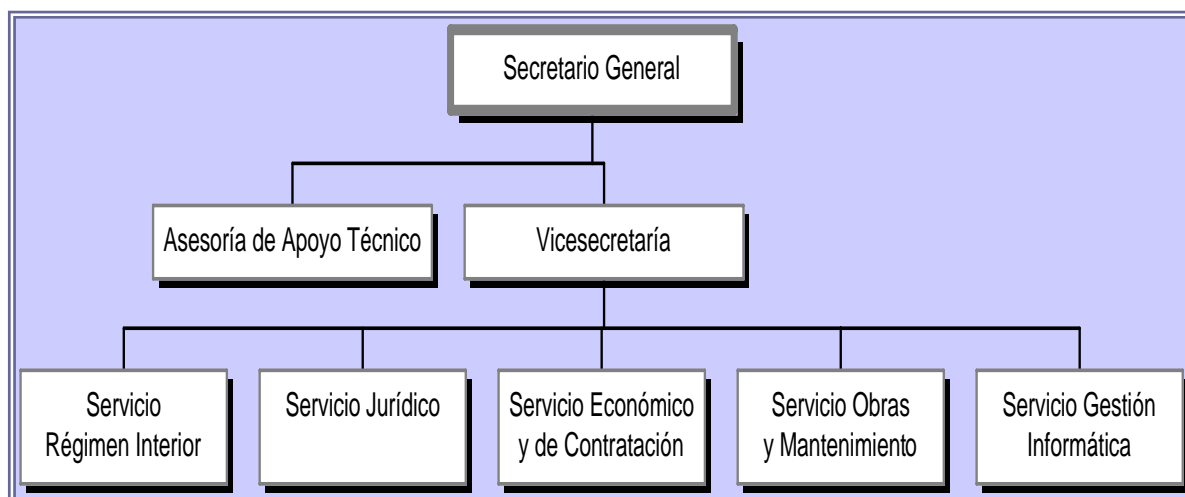 Secretario General
Asesoría de Apoyo Técnico
Vicesecretaría
Servicio
Régimen Interior
Servicio Jurídico
Servicio Económico
y de Contratación
Servicio Obras
y Mantenimiento
Servicio Gestión
Informática